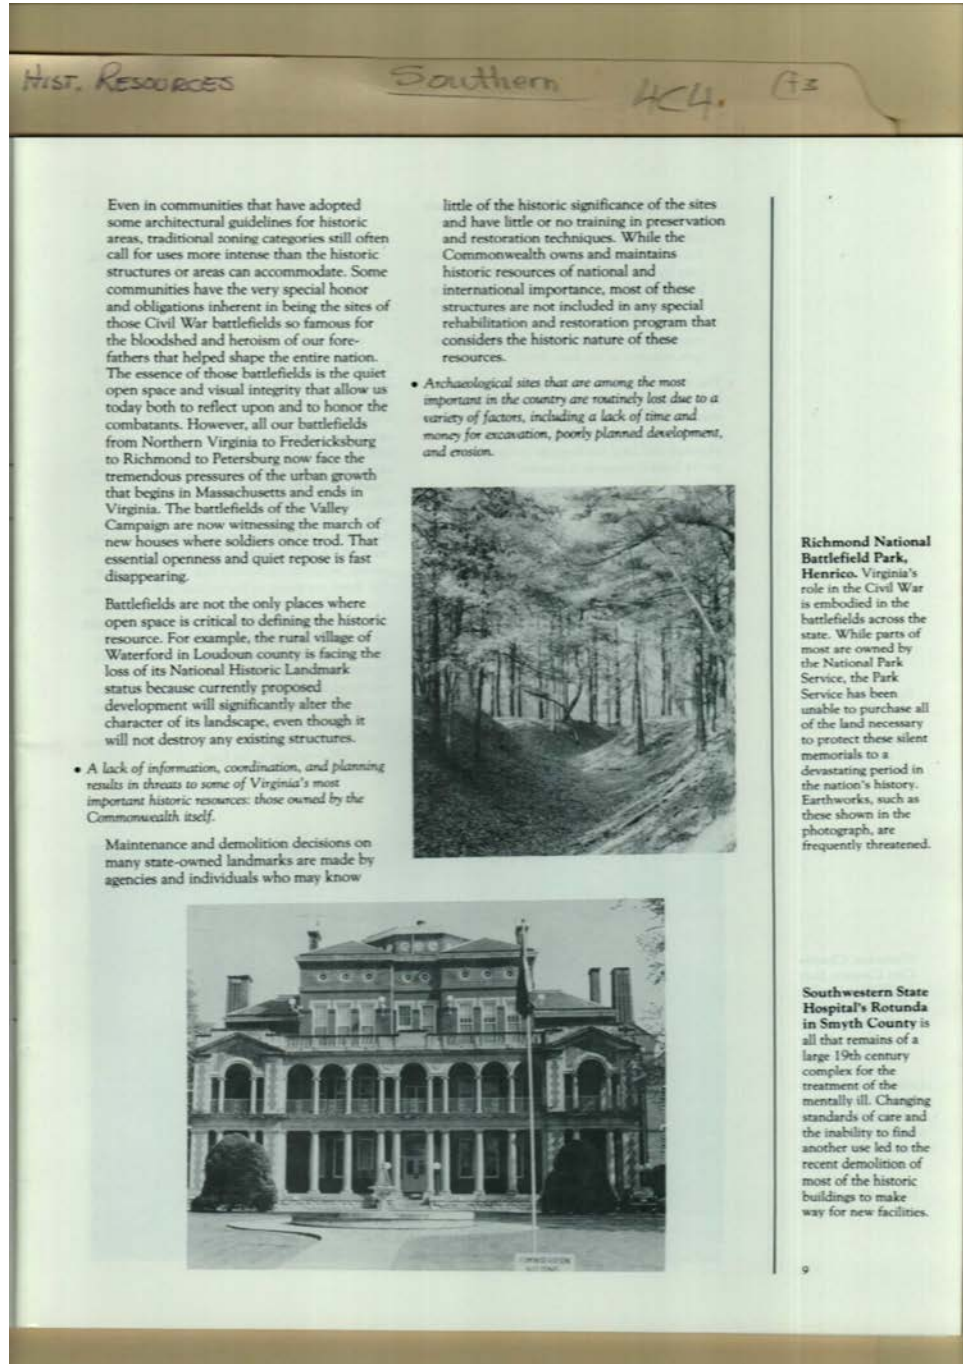 HIST. RESOURCES
Southern
4C4.
Even in communities that have adopted
some architectural guidelines for historic
areas, traditional zoning categories still often
call for uses more intense than the historic
structures or areas can accommodate. Some
communities have the very special honor
and obligations inherent in being the sites of
those Civil War battlefields so famous for
the bloodshed and heroism of our fore-
fathers that helped shape the entire nation.
The essence of those battlefields is the quiet
open space and visual integrity that allow us
today both to reflect upon and to honor the
combatants. However, all our battlefields
from Northern Virginia to Fredericksburg
to Richmond to Petersburg now face the
tremendous pressures of the urban growth
that begins in Massachusetts and ends in
Virginia. The battlefields of the Valley
Campaign are now witnessing the march of
new houses where soldiers once trod. That
essential openness and quiet repose is fast
disappearing.
Battlefields are not the only places where
open space is critical to defining the historic
resource. For example, the rural village of
Waterford in Loudoun county is facing the
loss of its National Historic Landmark
status because currently proposed
development will significantly alter the
character of its landscape, even though it
will not destroy any existing structures.
• A lack of information, coordination, and planning
results in threats to some of Virginia's most
important historic resources: those owned by the
Commonwealth itself.
Maintenance and demolition decisions on
many state-owned landmarks are made by
agencies and individuals who may know
little of the historic significance of the sites
and have little or no training in preservation
and restoration techniques. While the
Commonwealth owns and maintains
historic resources of national and
international importance, most of these
structures are not included in any special
rehabilitation and restoration program that
considers the historic nature of these
resources.
• Archaeological sites that are among the most
important in the country are routinely lost due to a
variety of factors, including a lack of time and
money for excavation, poorly planned development,
and erosion.
Richmond National
Battlefield Park,
Henrico. Virginia's
role in the Civil War
is embodied in the
battlefields across the
state. While parts of
most are owned by
the National Park
Service, the Park
Service has been
unable to purchase all
of the land necessary
to protect these silent
memorials to a
devastating period in
the nation's history.
Earthworks, such as
these shown in the
photograph, are
frequently threatened.
Southwestern State
Hospital's Rotunda
in Smyth County is
all that remains of a
large 19th century
complex for the
treatment of the
mentally ill. Changing
standards of care and
the inability to find
another use led to the
recent demolition of
most of the historic
buildings to make
way for new facilities.
9